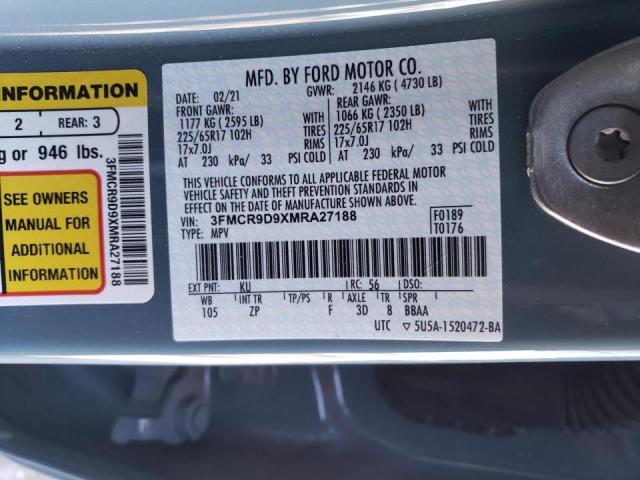 INFORMATION
2 REAR: 3
g or 946 lbs.
SEE OWNERS
MANUAL FOR
ADDITIONAL
INFORMATION
3FMCR9D9XMRA27188
MFD. BY FORD MOTOR CO.
DATE: 02/21 GVWR: 2146 KG ( 4730 LB)
FRONT GAWR: REAR GAWR:
1177 KG ( 2595 LB) 1066 KG ( 2350 LB)
225/65R17 102H TIRES 225/65R17 102H TIRES
17x7.0J RIMS 17x7.0J RIMS
AT 230 kPa/ 33 PSI COLD AT 230 kPa/ 33 PSI COLD
THIS VEHICLE CONFORMS TO ALL APPLICABLE FEDERAL MOTOR
VEHICLE SAFETY AND THEFT PREVENTION STANDARDS IN EFFECT
ON THE DATE OF MANUFACTURE SHOWN ABOVE.
VIN: 3FMCR9D9XMRA27188 F0189
TYPE: MPV T0176
EXT PNT: KU RC: 56 DSO:
WB INT TR TP/PS R AXLE TR SPR
105 ZP F 3D 8 BBAA
UTC ▽5U5A-1520472-BA